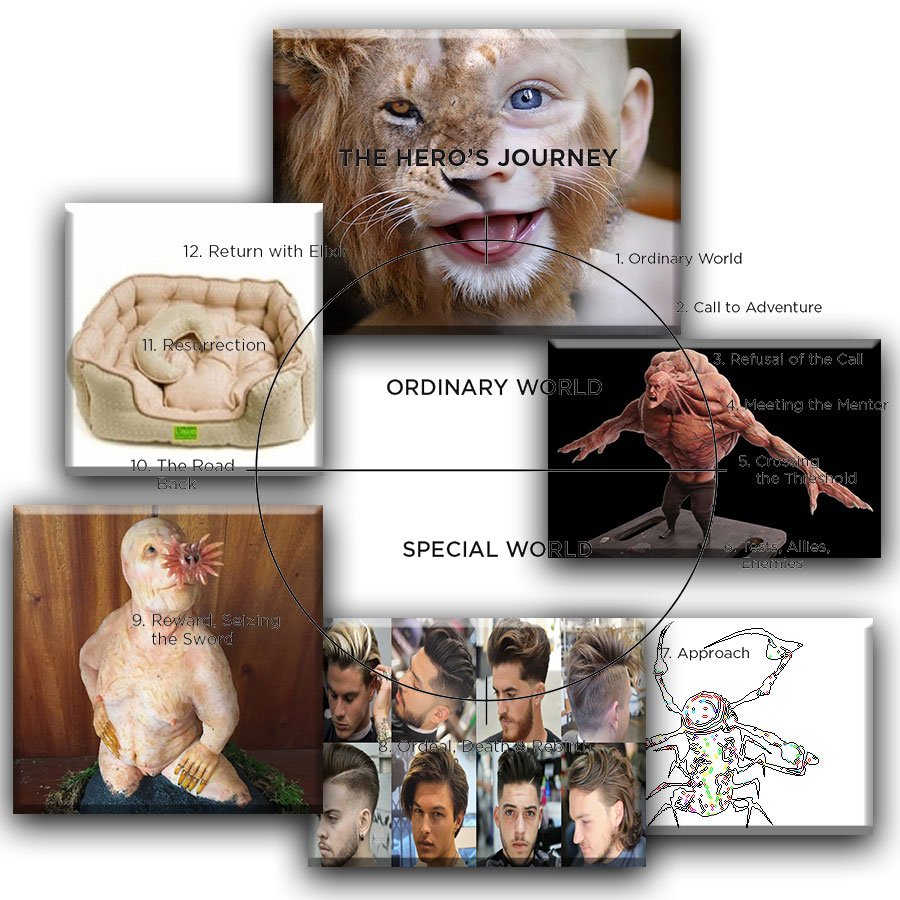 THE HERO'S JOURNEY
12. Return with Elixir
1. Ordinary World
2. Call to Adventure
11. Resurrection
3. Refusal of the Call
ORDINARY WORLD
4. Meeting the Mentor
10. The Road
Back
5. Crossing
the Threshold
SPECIAL WORLD
6. Tests, Allies,
Enemies
9. Reward, Seizing
the Sword
7. Approach
8. Ordeal, Death & Rebirth